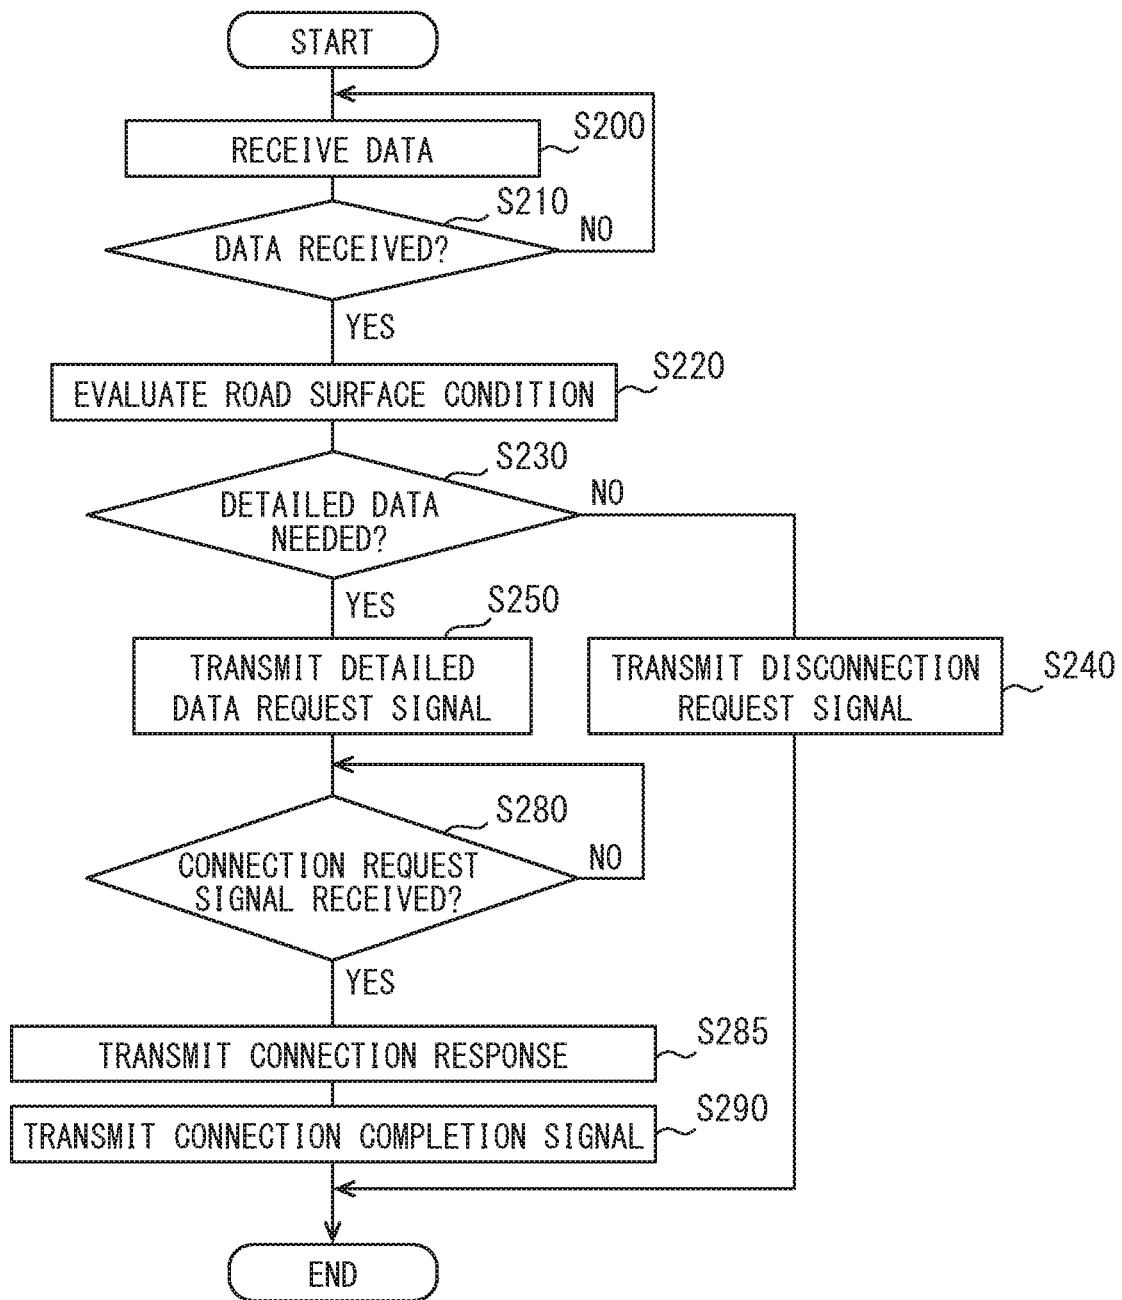 START
RECEIVE DATA
S200
S210
DATA RECEIVED?
NO
YES
S220
EVALUATE ROAD SURFACE CONDITION
S230
DETAILED DATA
NEEDED?
NO
YES
S250
TRANSMIT DETAILED
DATA REQUEST SIGNAL
TRANSMIT DISCONNECTION
REQUEST SIGNAL
S240
S280
CONNECTION REQUEST
SIGNAL RECEIVED?
NO
YES
S285
TRANSMIT CONNECTION RESPONSE
S290
TRANSMIT CONNECTION COMPLETION SIGNAL
END